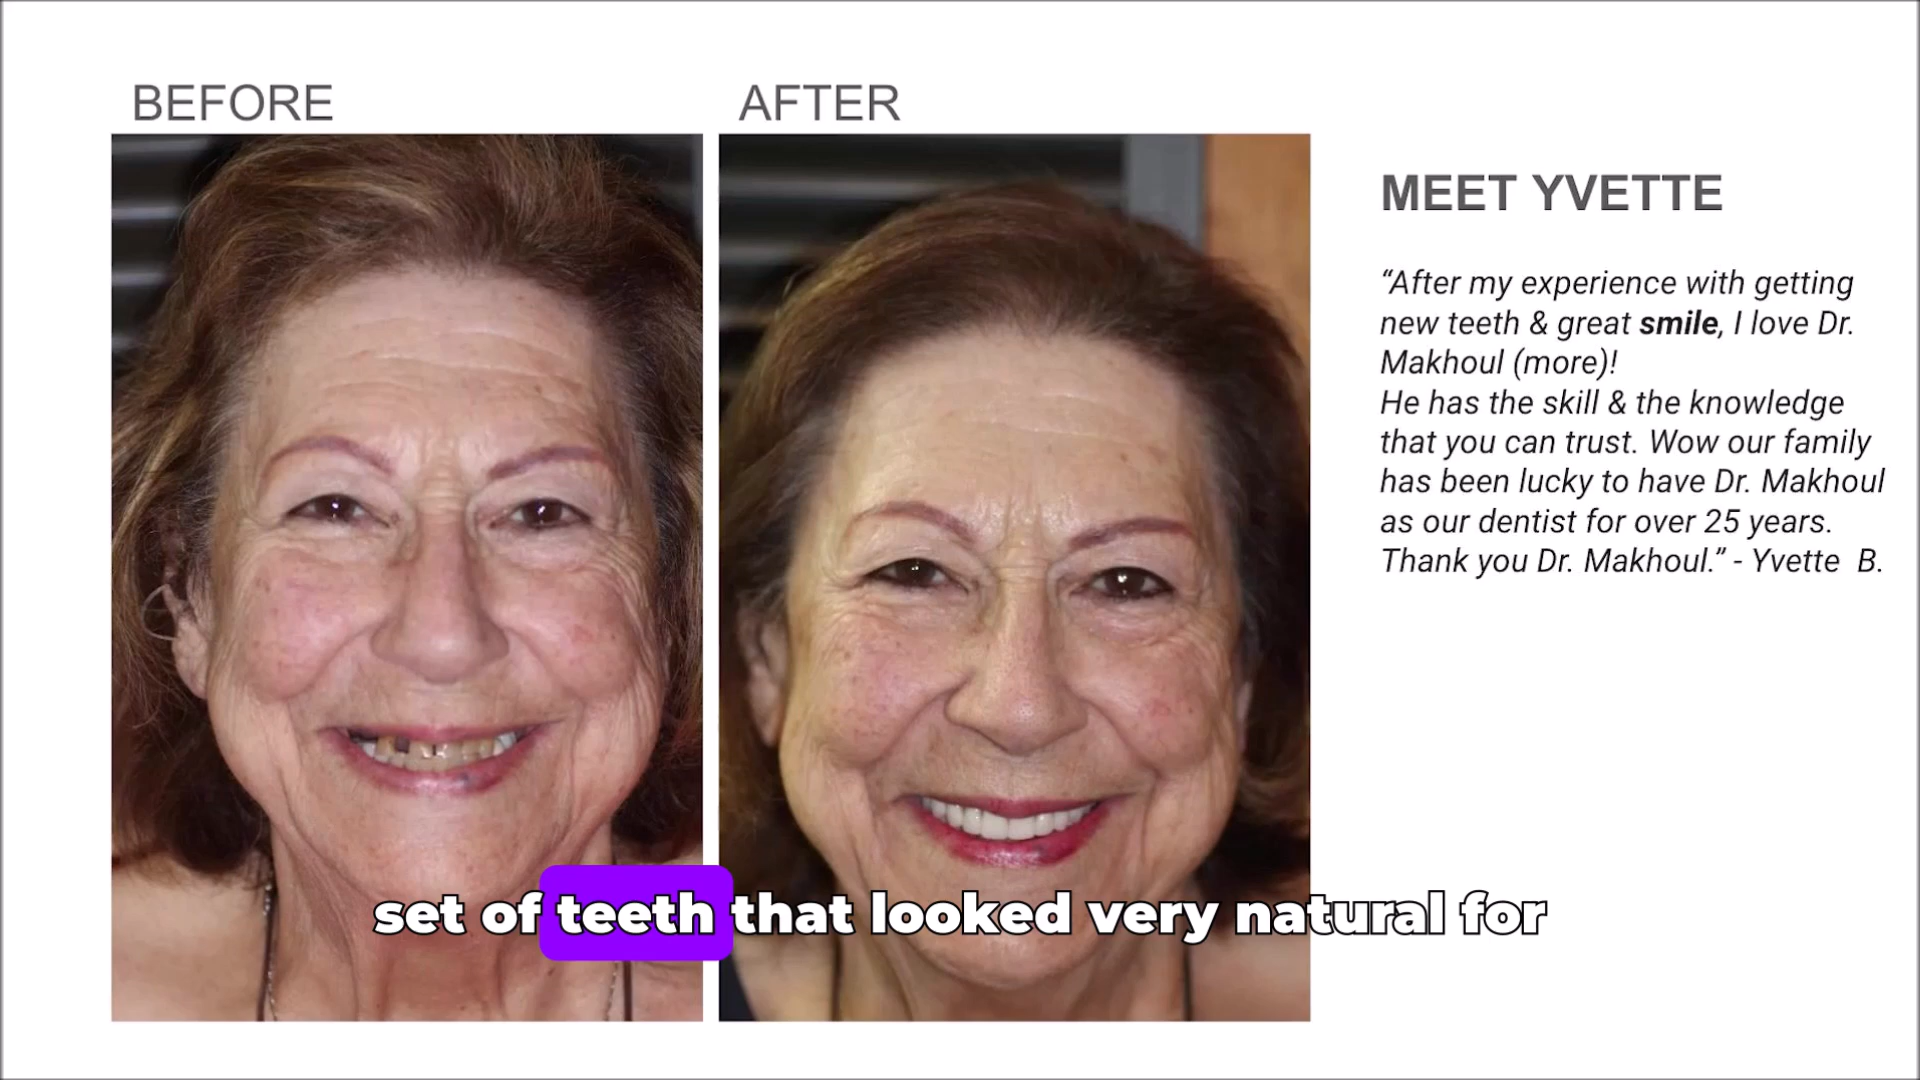 BEFORE
AFTER
MEET YVETTE
“After my experience with getting
new teeth & great smile, I love Dr.
Makhoul (more)!
He has the skill & the knowledge
that you can trust. Wow our family
has been lucky to have Dr. Makhoul
as our dentist for over 25 years.
Thank you Dr. Makhoul.” - Yvette  B.
set of teeth that looked very natural for